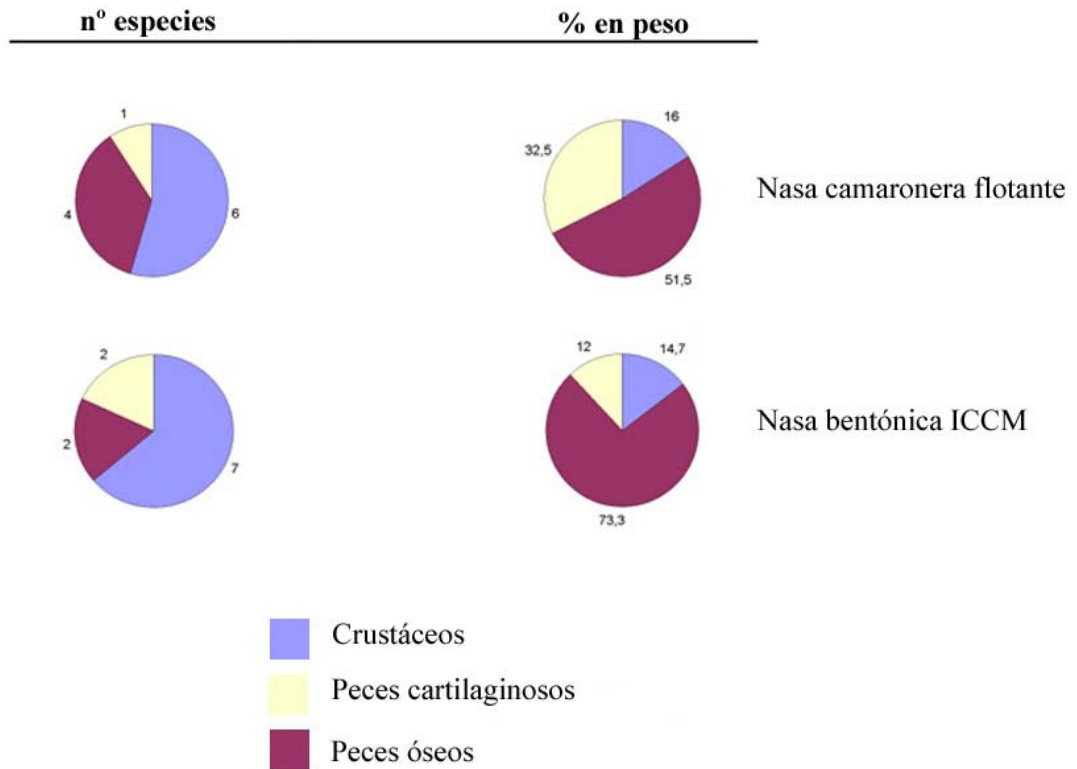 nº especies
% en peso
1
4
6
32,5
16
51,5
Nasa camaronera flotante
2
2
7
12
14,7
73,3
Nasa bentónica ICCM
Crustáceos
Peces cartilaginosos
Peces óseos